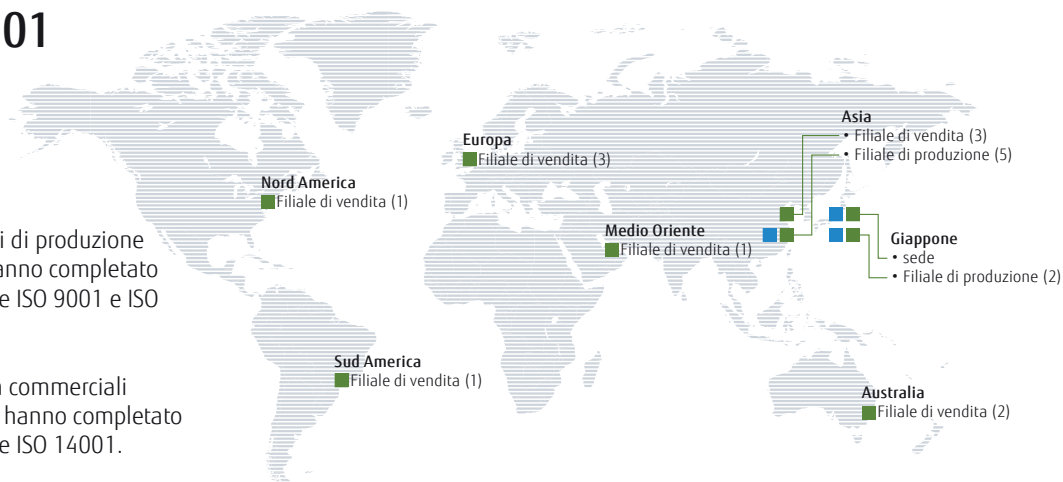 01
i di produzione
anno completato
e ISO 9001 e ISO
commerciali
hanno completato
e ISO 14001.
Nord America
Filiale di vendita (1)
Europa
Filiale di vendita (3)
Asia
• Filiale di vendita (3)
• Filiale di produzione (5)
Medio Oriente
Filiale di vendita (1)
Giappone
• sede
• Filiale di produzione (2)
Sud America
Filiale di vendita (1)
Australia
Filiale di vendita (2)